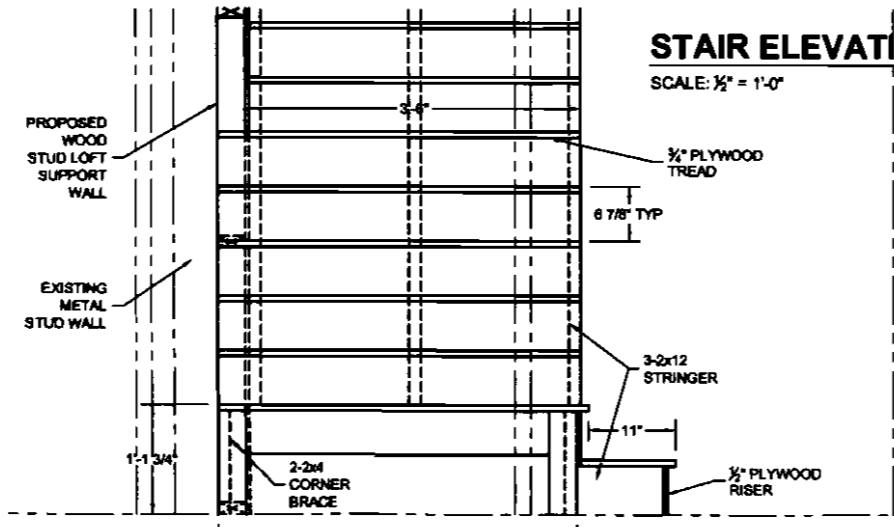 STAIR ELEVATI
SCALE: ½" = 1'-0"
PROPOSED
WOOD
STUD LOFT
SUPPORT
WALL
3'-6"
¾" PLYWOOD
TREAD
6 7/8" TYP
EXISTING
METAL
STUD WALL
3-2x12
STRINGER
11"
1'-1 3/4"
2-2x4
CORNER
BRACE
½" PLYWOOD
RISER